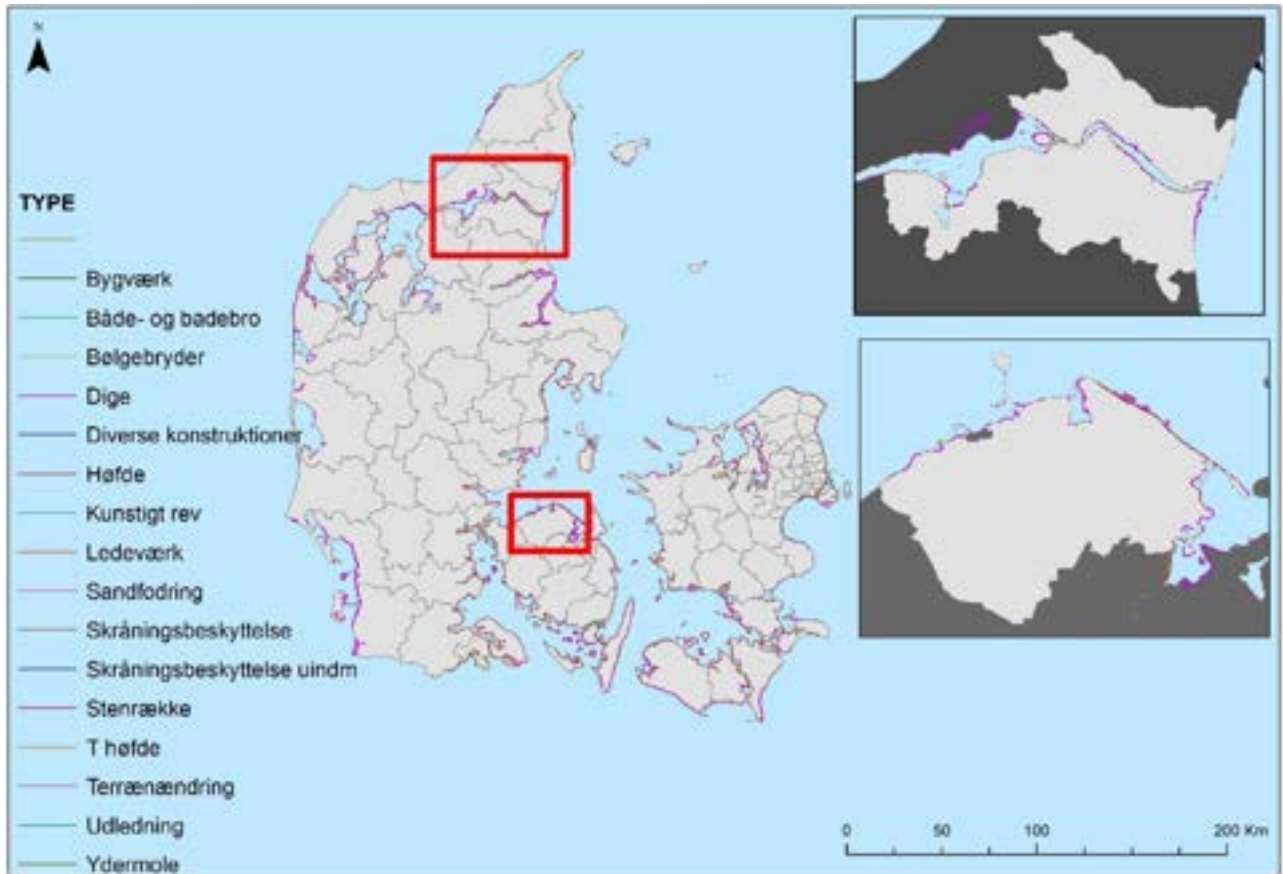 N
TYPE
Bygværk
Både- og badebro
Bølgebryder
Dige
Diverse konstruktioner
Høfde
Kunstigt rev
Ledeværk
Sandfodring
Skråningsbeskyttelse
Skråningsbeskyttelse uindm
Stenrække
T høfde
Terrænændring
Udledning
Ydermole
0 50 100 200 Km